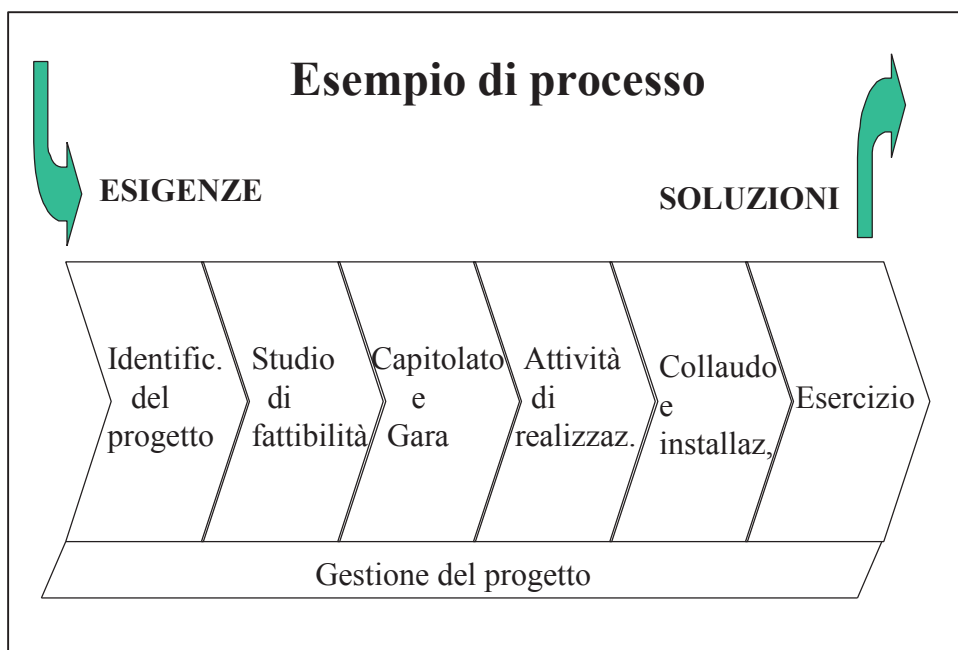 Esempio di processo
ESIGENZE
SOLUZIONI
Identific.
del
progetto
Studio
di
fattibilità
Capitolato
e
Gara
Attività
di
realizzaz.
Collaudo
e
installaz,
Esercizio
Gestione del progetto